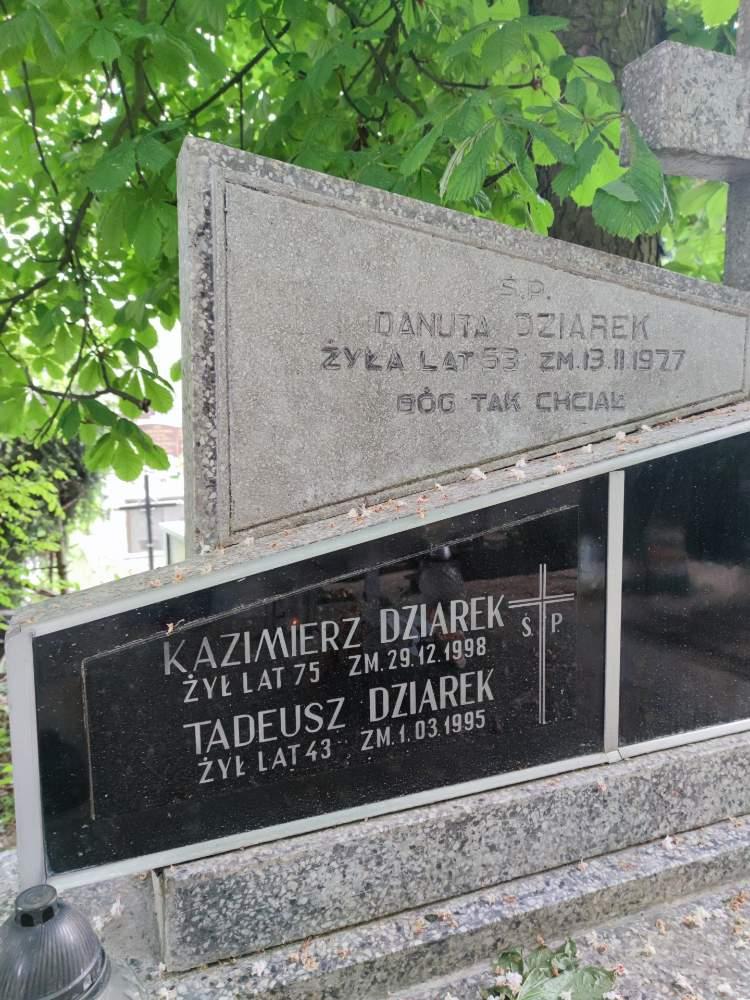 Ś.P.
DANUTA DZIAREK
ŻYŁA LAT 53 ZM.13.II.1977
BÓG TAK CHCIAŁ
KAZIMIERZ DZIAREK
ŻYŁ LAT 75 ZM.29.12.1998
TADEUSZ DZIAREK
ŻYŁ LAT 43 ZM.1.03.1995
Ś. P.